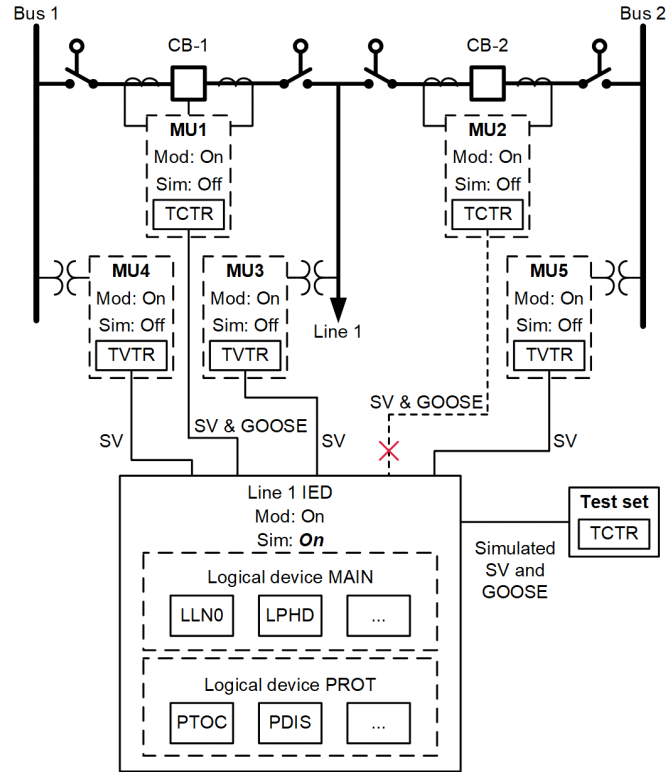 Bus 1
Bus 2
CB-1
CB-2
MU1
Mod: On
Sim: Off
TCTR
MU2
Mod: On
Sim: Off
TCTR
MU4
Mod: On
Sim: Off
TVTR
MU3
Mod: On
Sim: Off
TVTR
Line 1
MU5
Mod: On
Sim: Off
TVTR
SV
SV & GOOSE
SV
SV & GOOSE
SV
Line 1 IED
Mod: On
Sim: On
Logical device MAIN
LLN0
LPHD
...
Logical device PROT
PTOC
PDIS
...
Test set
TCTR
Simulated
SV and
GOOSE